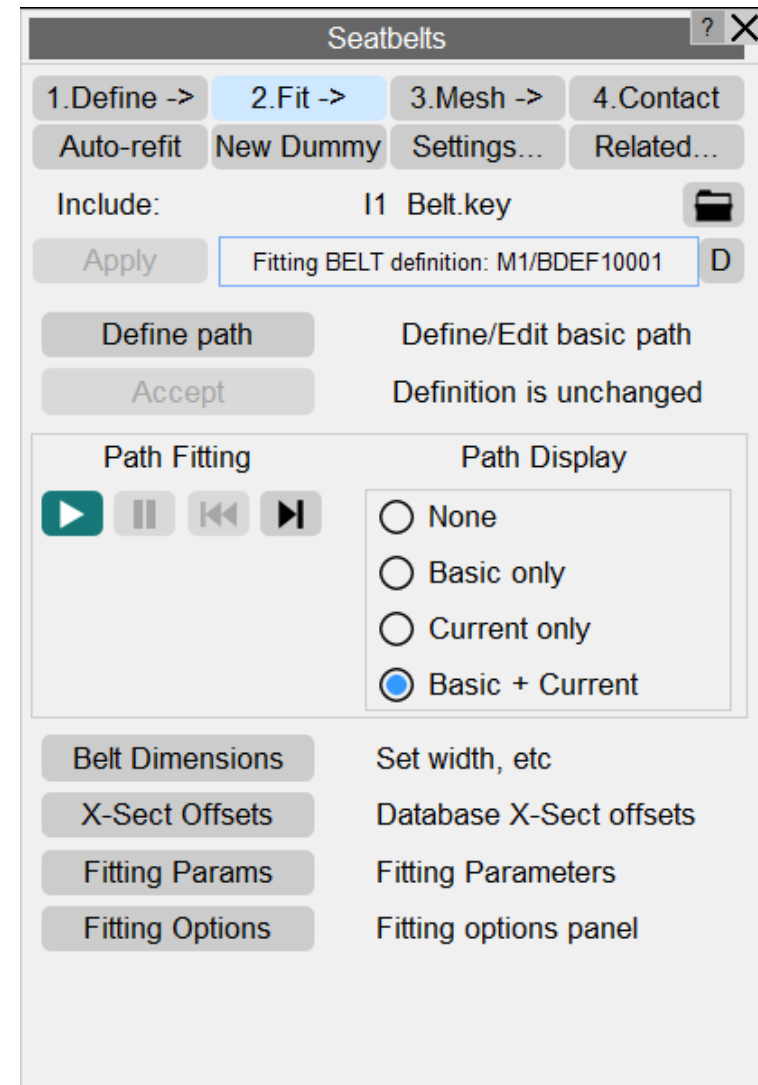 Seatbelts ?
1.Define -> 2.Fit -> 3.Mesh -> 4.Contact
Auto-refit New Dummy Settings... Related...
Include: I1 Belt.key
Apply Fitting BELT definition: M1/BDEF10001 D
Define path Define/Edit basic path
Accept Definition is unchanged
Path Fitting Path Display
None
Basic only
Current only
Basic + Current
Belt Dimensions Set width, etc
X-Sect Offsets Database X-Sect offsets
Fitting Params Fitting Parameters
Fitting Options Fitting options panel